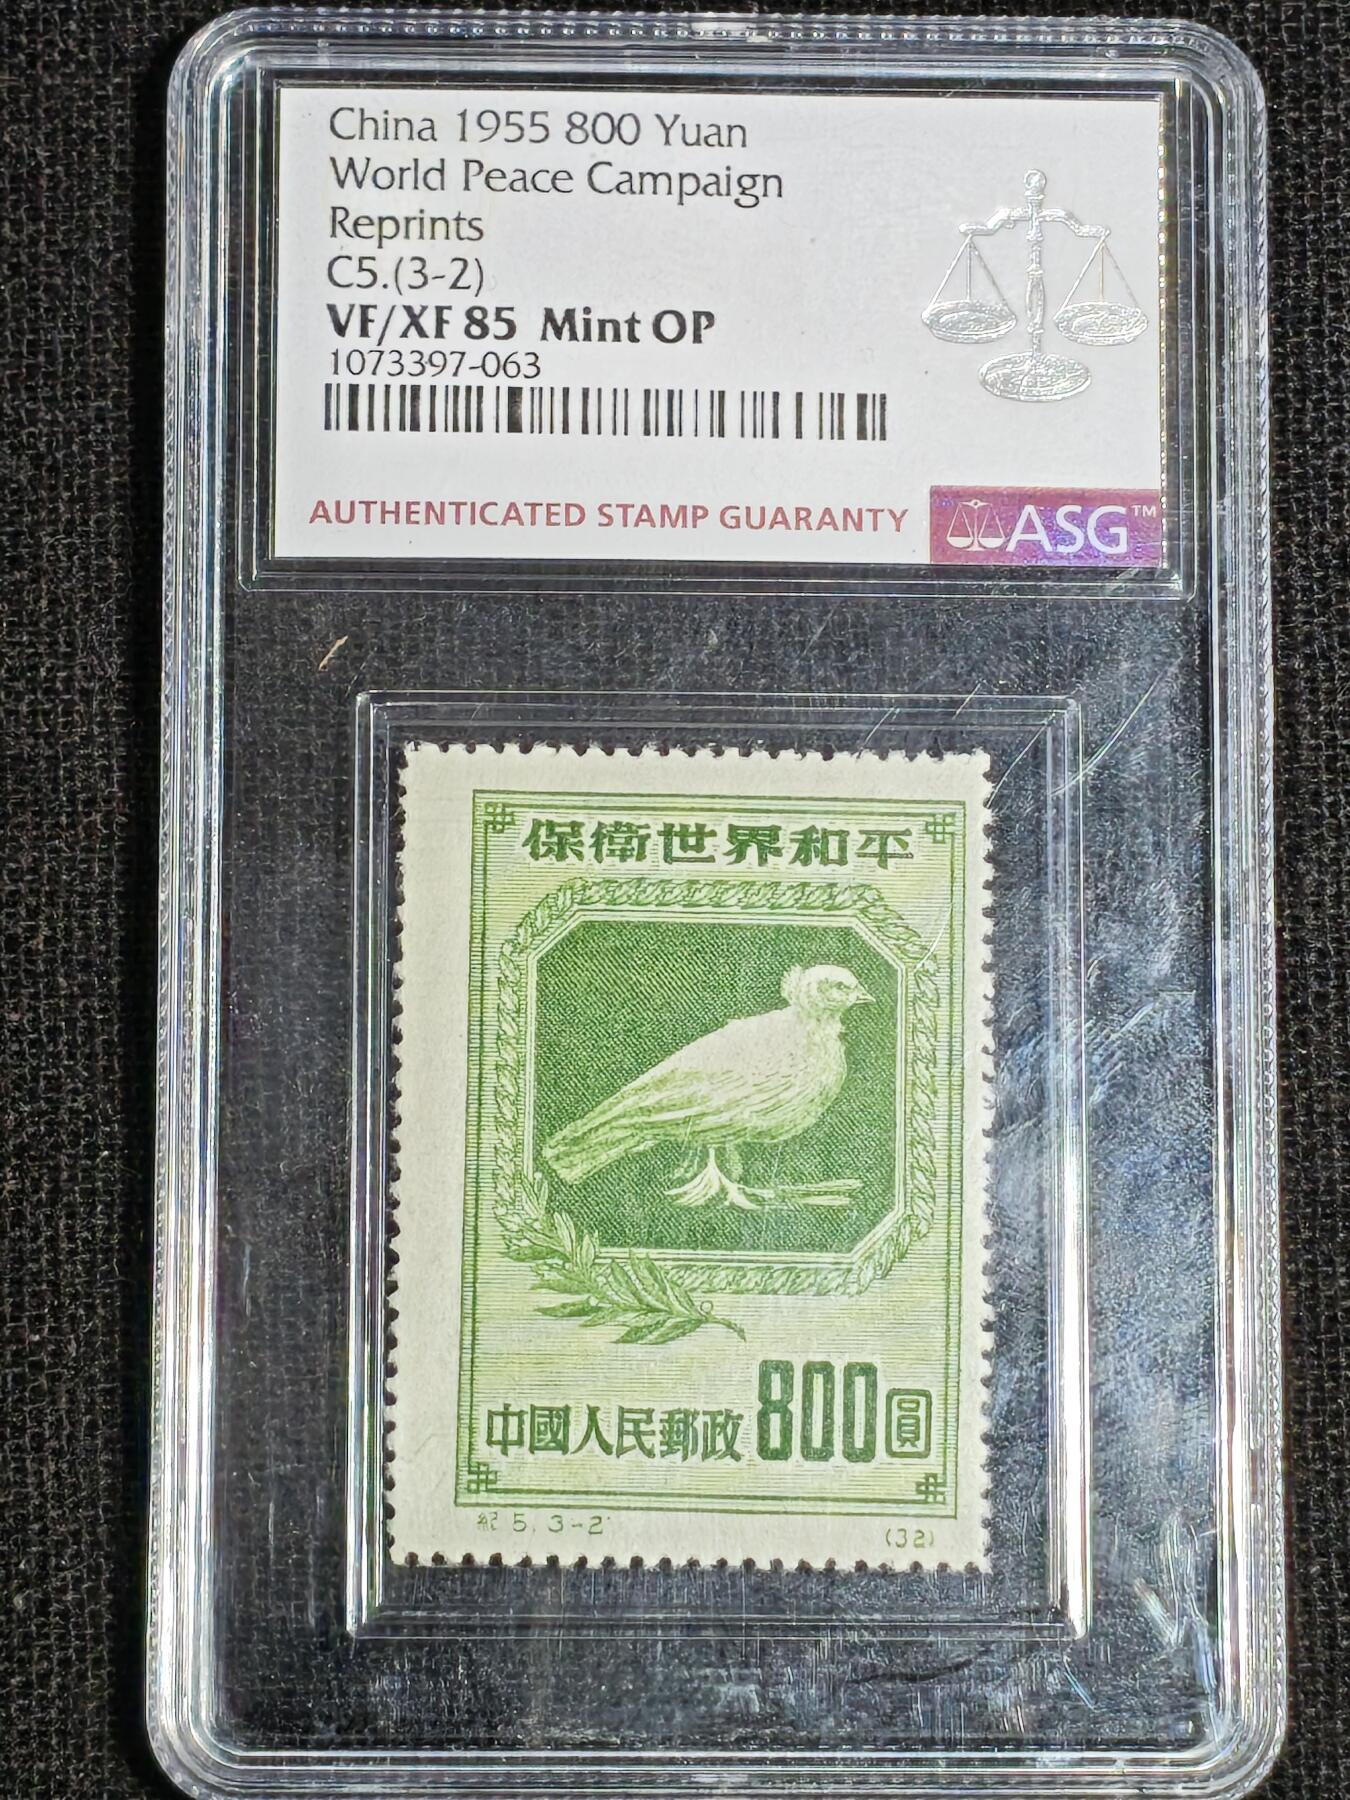 China 1955 800 Yuan
World Peace Campaign
Reprints
C5.(3-2)
VF/XF 85 Mint OP
1073397-063
AUTHENTICATED STAMP GUARANTY
ASG™
保衛世界和平
中國人民郵政 800圓
紀 5. 3-2
(32)